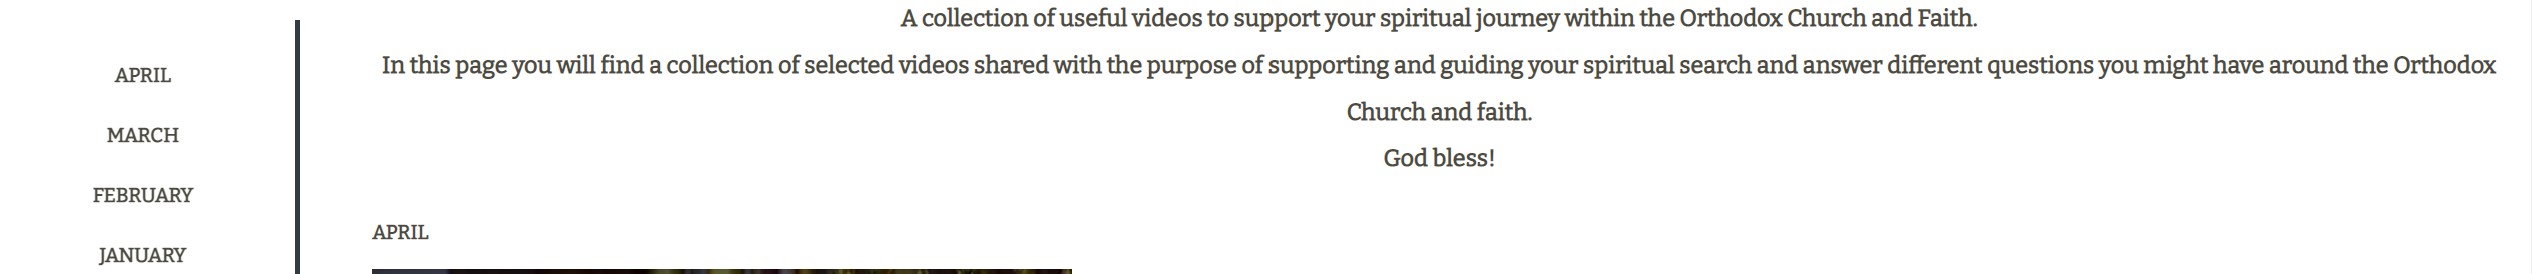 APRIL
MARCH
FEBRUARY
JANUARY
A collection of useful videos to support your spiritual journey within the Orthodox Church and Faith.
In this page you will find a collection of selected videos shared with the purpose of supporting and guiding your spiritual search and answer different questions you might have around the Orthodox
Church and faith.
God bless!
APRIL